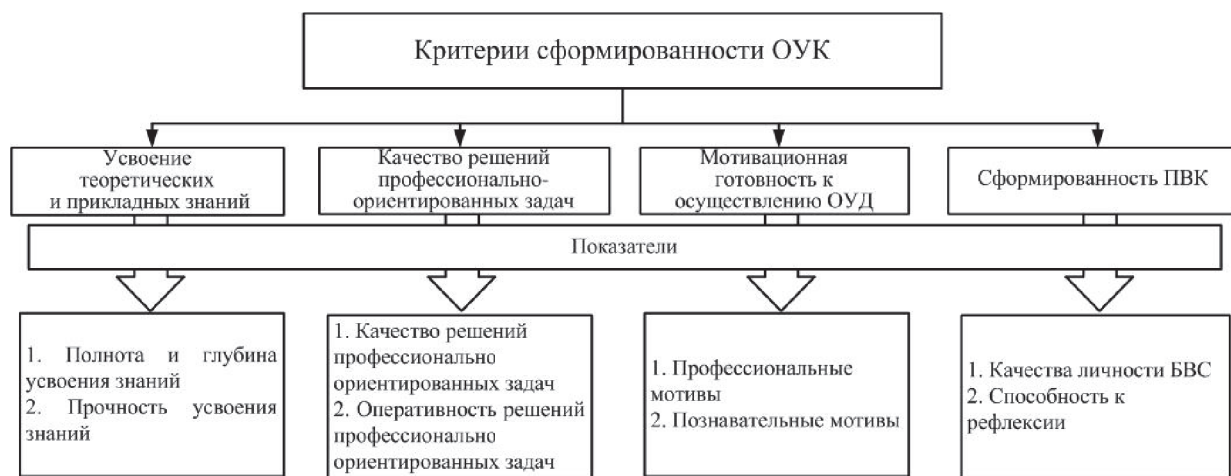 Критерии сформированности ОУК
Усвоение
теоретических
и прикладных знаний
Качество решений
профессионально-
ориентированных задач
Мотивационная
готовность к
осуществлению ОУД
Сформированность ПВК
Показатели
1. Полнота и глубина
усвоения знаний
2. Прочность усвоения
знаний
1. Качество решений
профессионально
ориентированных задач
2. Оперативность решений
профессионально
ориентированных задач
1. Профессиональные
мотивы
2. Познавательные мотивы
1. Качества личности БВС
2. Способность к
рефлексии